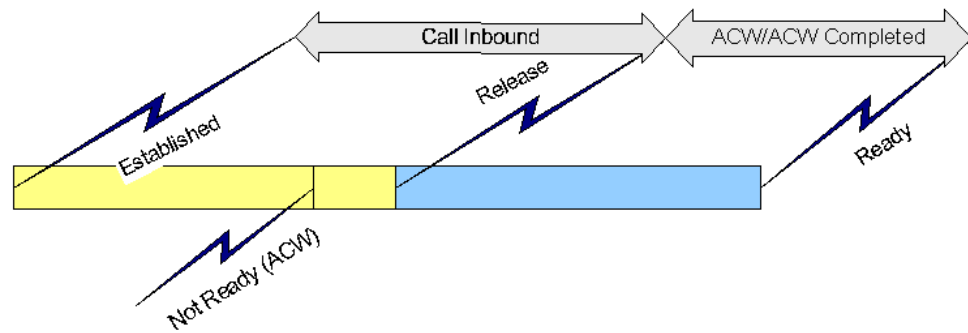 Call Inbound
ACW/ACW Completed
Established
Release
Ready
Not Ready (ACW)